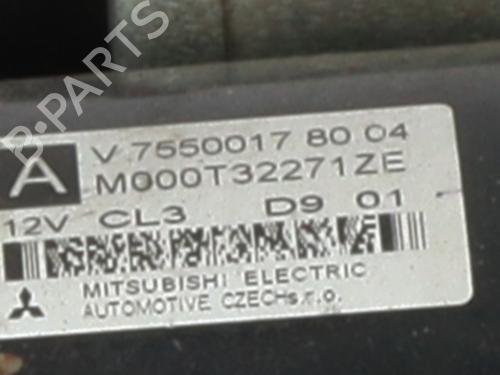 B-PARTS
A
V 7550017 80 04
M000T32271ZE
12V CL3 D9 01
MITSUBISHI ELECTRIC
AUTOMOTIVE CZECH s.r.o.